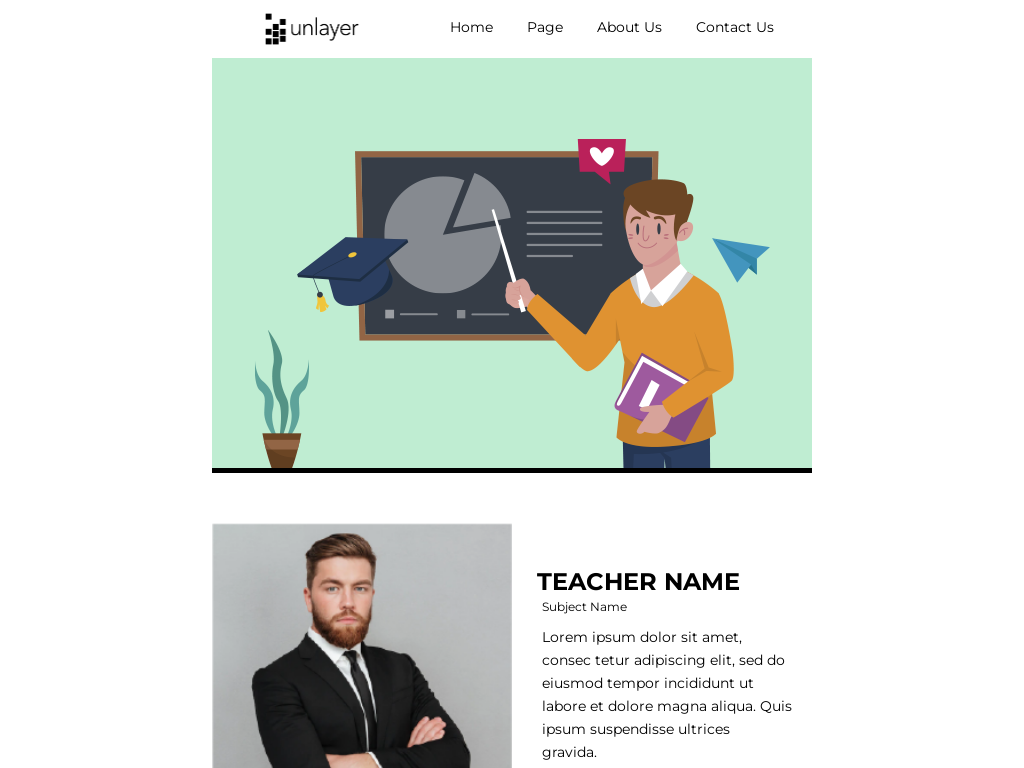 unlayer
Home Page About Us Contact Us
TEACHER NAME
Subject Name
Lorem ipsum dolor sit amet,
consec tetur adipiscing elit, sed do
eiusmod tempor incididunt ut
labore et dolore magna aliqua. Quis
ipsum suspendisse ultrices
gravida.